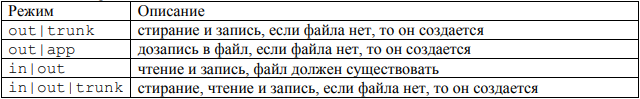 Режим Описание
out|trunk стирание и запись, если файла нет, то он создается
out|app дозапись в файл, если файла нет, то он создается
in|out чтение и запись, файл должен существовать
in|out|trunk стирание, чтение и запись, если файла нет, то он создается